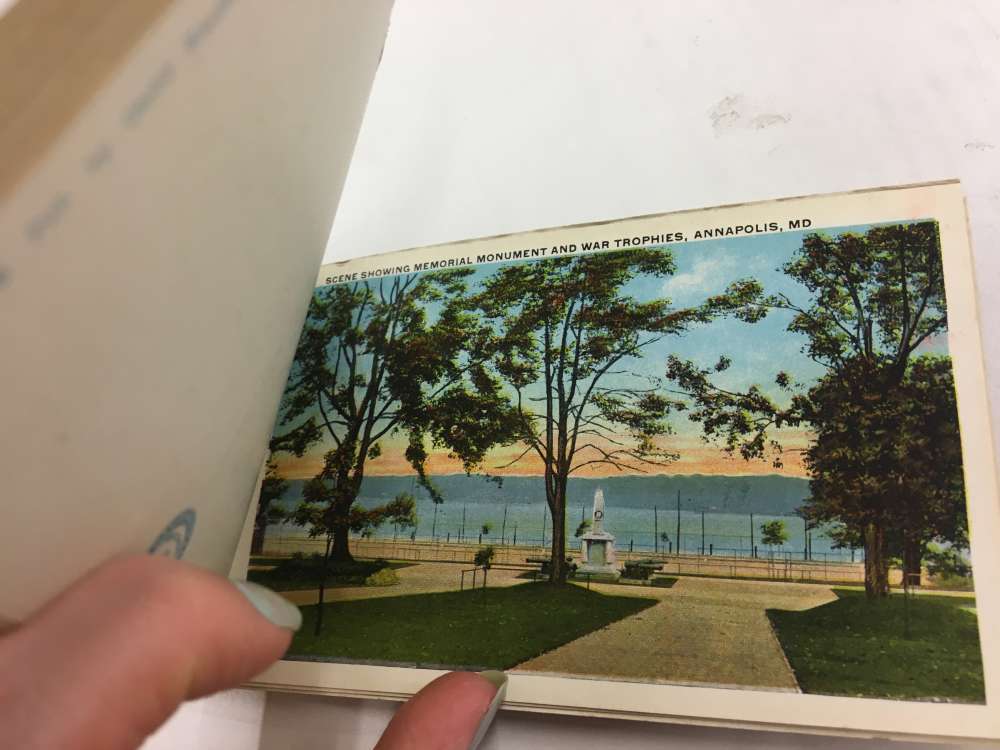 SCENE SHOWING MEMORIAL MONUMENT AND WAR TROPHIES, ANNAPOLIS, MD